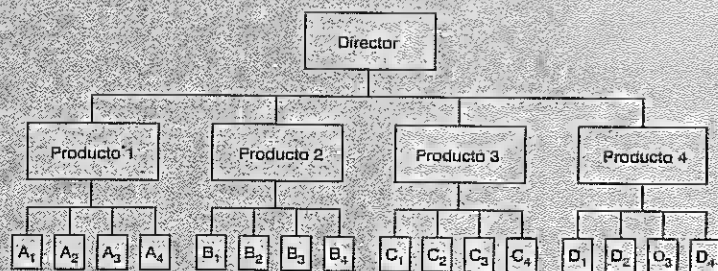 Director
Producto 1 Producto 2 Producto 3 Producto 4
A₁ A₂ A₃ A₄ B₁ B₂ B₃ B₄ C₁ C₂ C₃ C₄ D₁ D₂ O₃ D₄